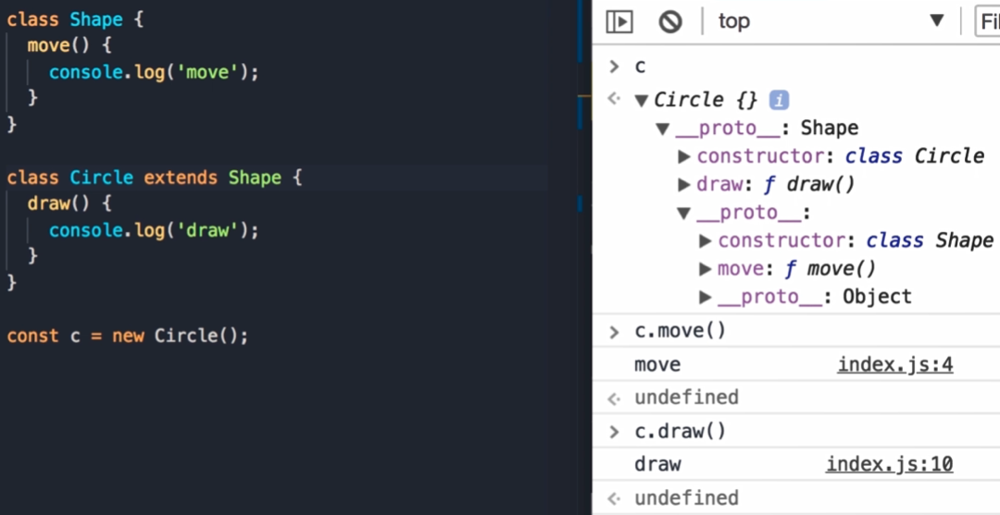 class Shape {
  move() {
    console.log('move');
  }
}

class Circle extends Shape {
  draw() {
    console.log('draw');
  }
}

const c = new Circle();
top ▼ Fil
> c
<· ▼ Circle {} i
▼ __proto__: Shape
▶ constructor: class Circle
▶ draw: ƒ draw()
▼ __proto__:
▶ constructor: class Shape
▶ move: ƒ move()
▶ __proto__: Object
> c.move()
move index.js:4
<· undefined
> c.draw()
draw index.js:10
<· undefined